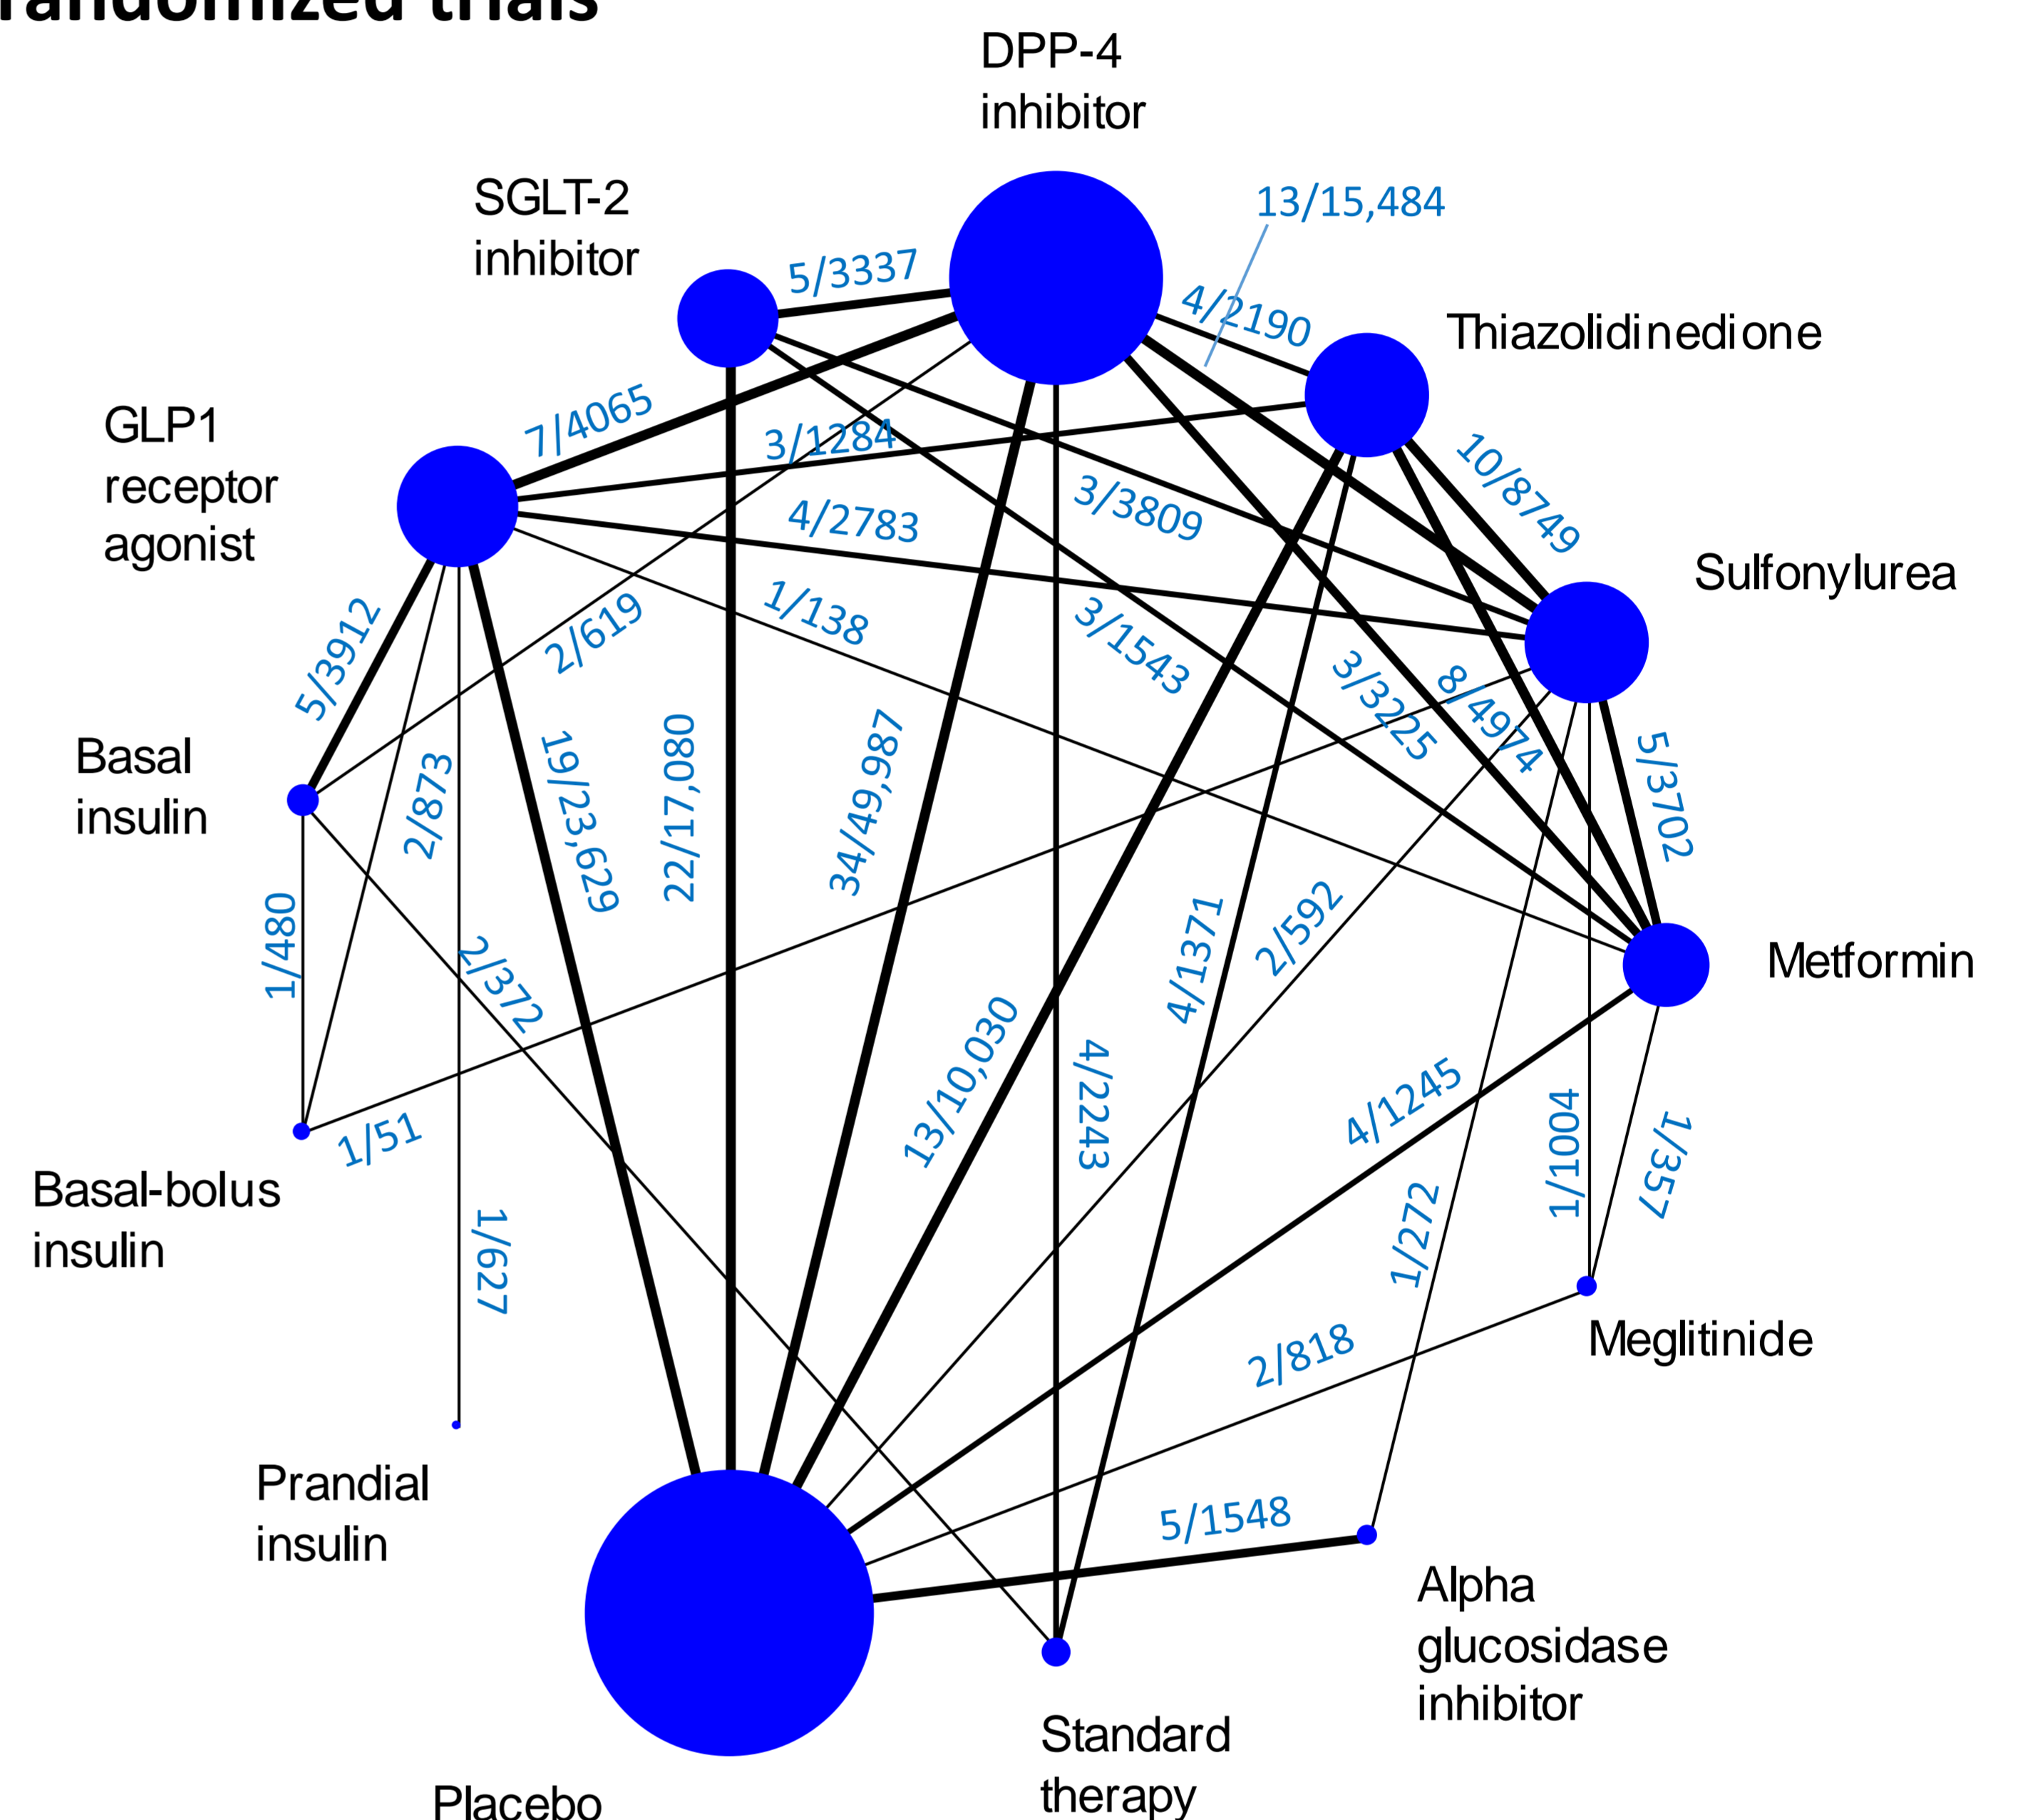 randomized trials
DPP-4
inhibitor
SGLT-2
inhibitor
13/15,484
5/3337
4/2190
Thiazolidinedione
GLP1
receptor
agonist
7/4065
3/1284
10/8749
3/3809
4/2783
Sulfonylurea
1/138
2/619
5/3912
3/1543
3/3225
8/4974
5/3702
Basal
insulin
2/873
19/23,629
22/17,080
34/49,987
1/480
2/372
4/1371
2/592
Metformin
13/10,030
4/2243
4/1245
1/1004
1/357
1/51
Basal-bolus
insulin
1/627
1/272
2/818
Meglitinide
Prandial
insulin
5/1548
Alpha
glucosidase
inhibitor
Standard
therapy
Placebo